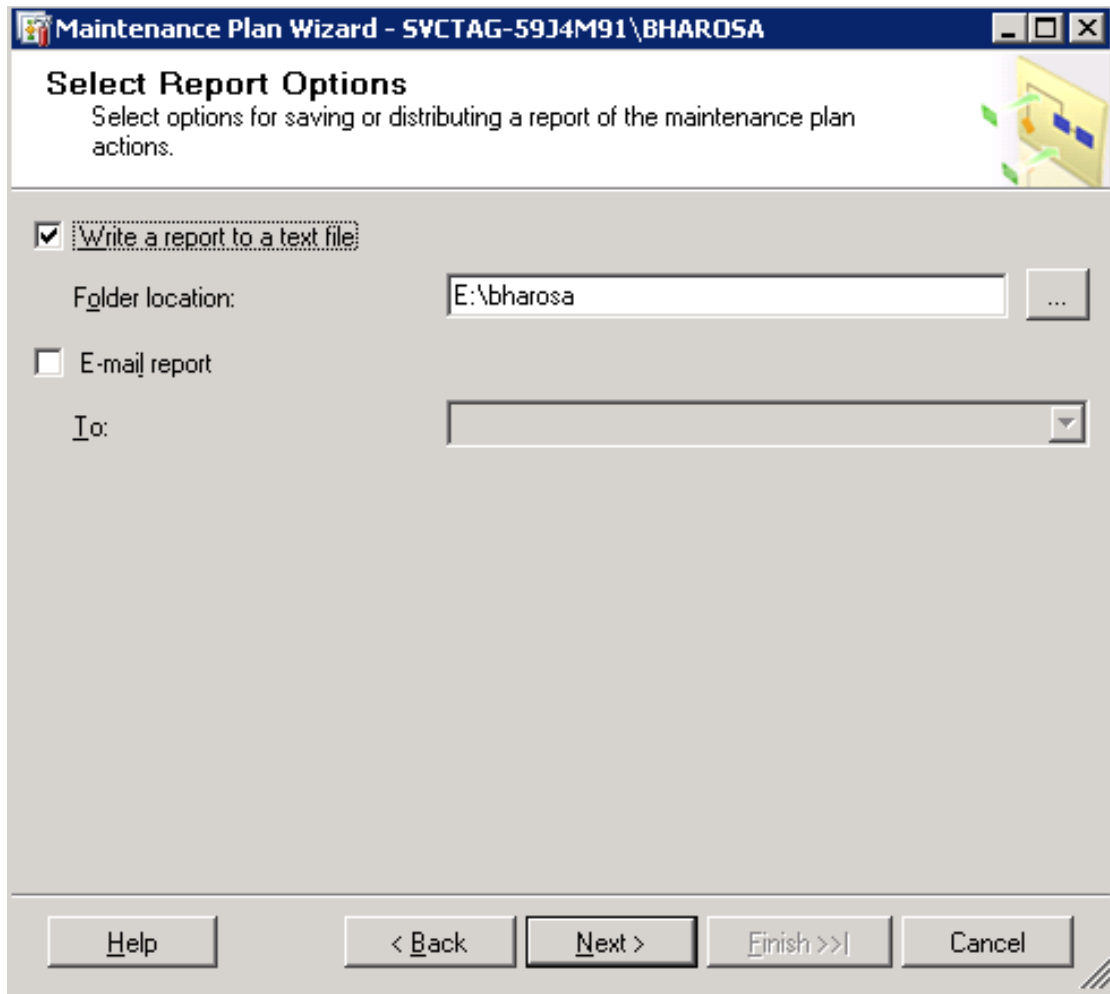 Maintenance Plan Wizard - SVCTAG-59J4M91\BHAROSA
Select Report Options
Select options for saving or distributing a report of the maintenance plan
actions.
Write a report to a text file
Folder location:
E:\bharosa
...
E-mail report
To:
Help
< Back
Next >
Finish >>|
Cancel